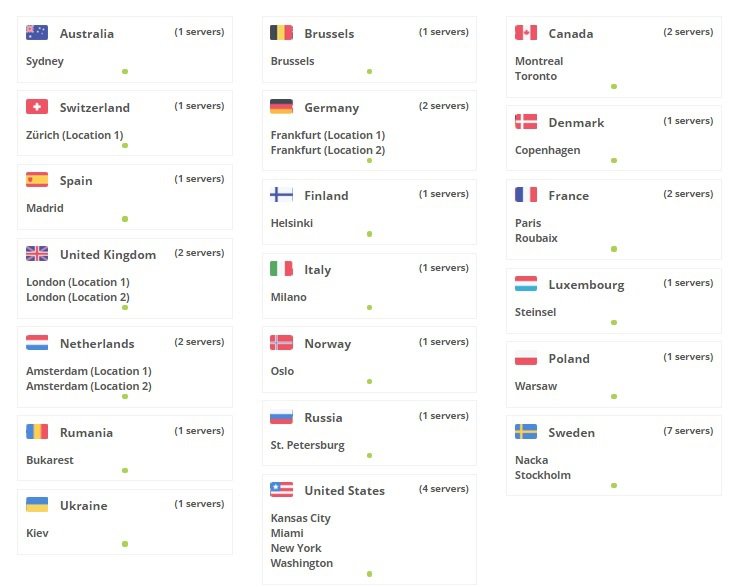 Australia (1 servers)
Sydney
Switzerland (1 servers)
Zürich (Location 1)
Spain (1 servers)
Madrid
United Kingdom (2 servers)
London (Location 1)
London (Location 2)
Netherlands (2 servers)
Amsterdam (Location 1)
Amsterdam (Location 2)
Rumania (1 servers)
Bukarest
Ukraine (1 servers)
Kiev
Brussels (1 servers)
Brussels
Germany (2 servers)
Frankfurt (Location 1)
Frankfurt (Location 2)
Finland (1 servers)
Helsinki
Italy (1 servers)
Milano
Norway (1 servers)
Oslo
Russia (1 servers)
St. Petersburg
United States (4 servers)
Kansas City
Miami
New York
Washington
Canada (2 servers)
Montreal
Toronto
Denmark (1 servers)
Copenhagen
France (2 servers)
Paris
Roubaix
Luxembourg (1 servers)
Steinsel
Poland (1 servers)
Warsaw
Sweden (7 servers)
Nacka
Stockholm